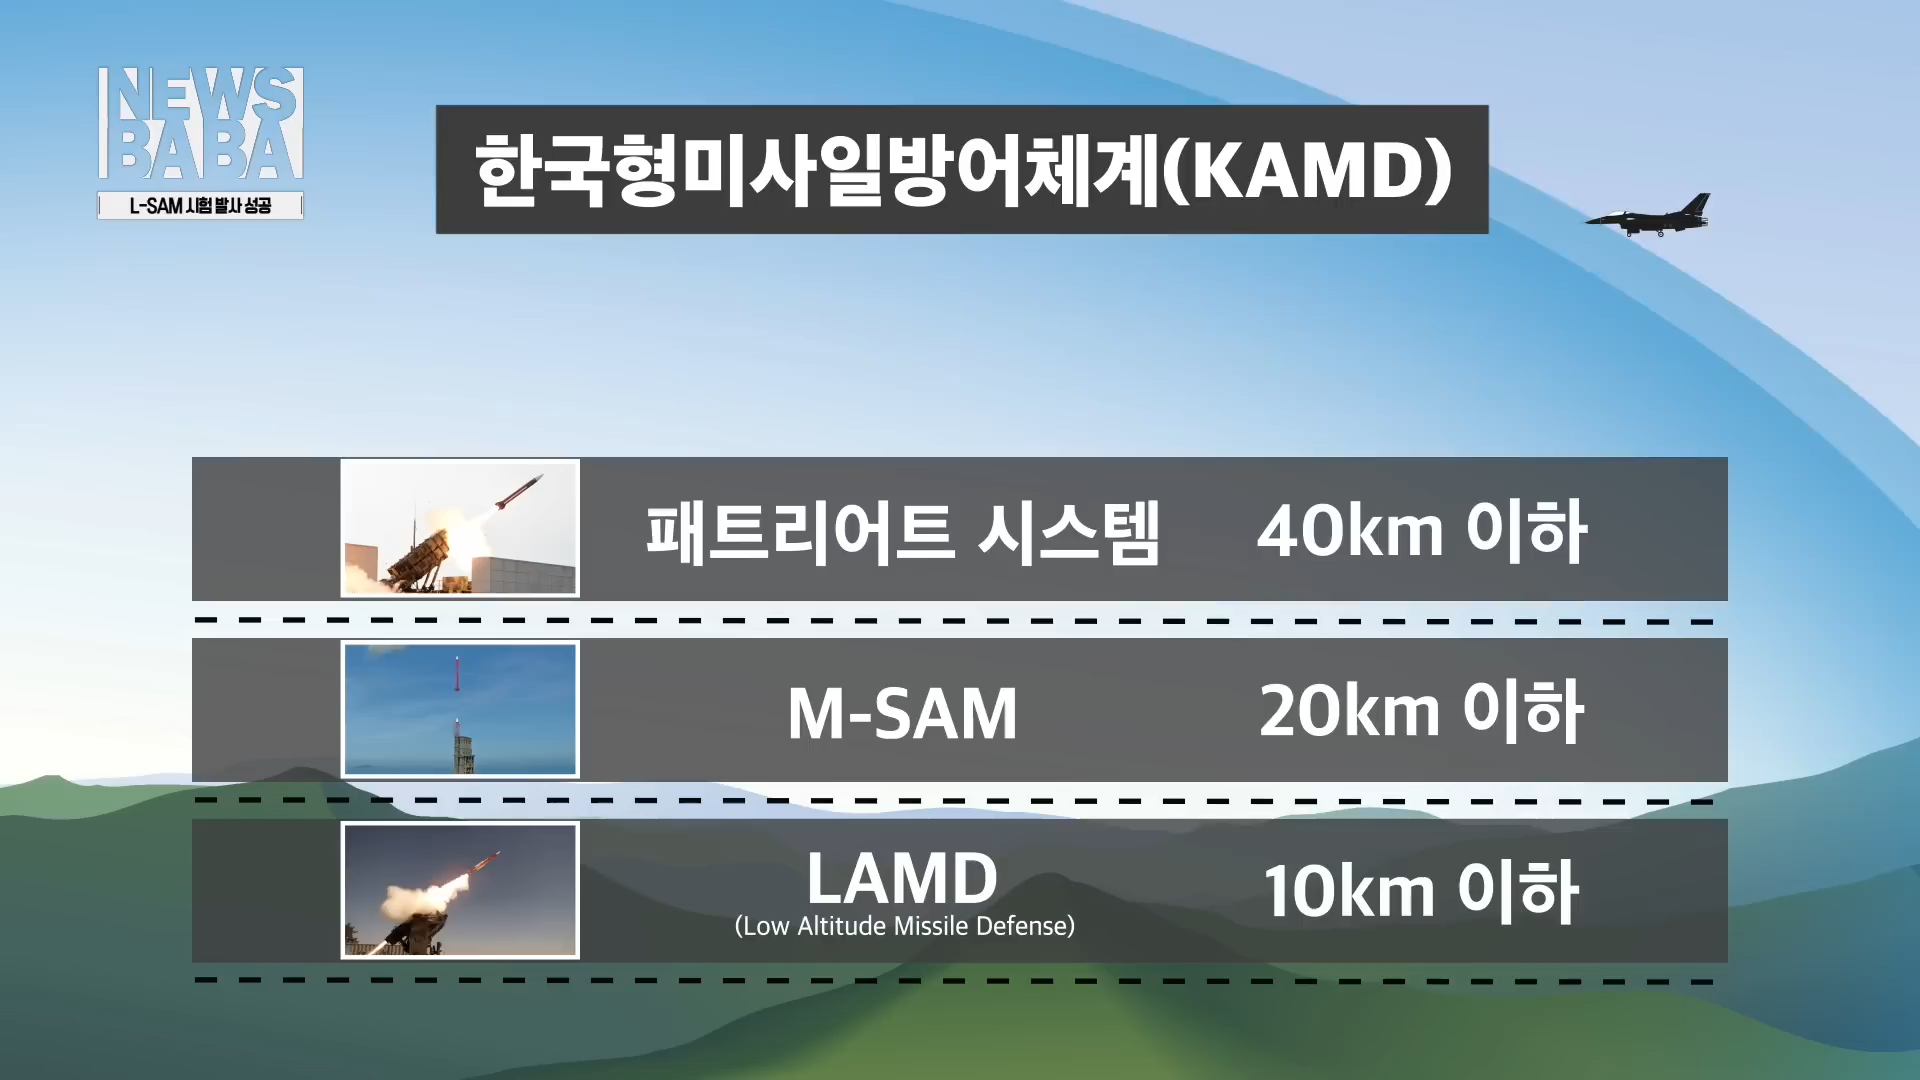 NEWS
BABA
L-SAM 시험 발사 성공
한국형미사일방어체계(KAMD)
패트리어트 시스템 40km 이하
M-SAM 20km 이하
LAMD 10km 이하
(Low Altitude Missile Defense)